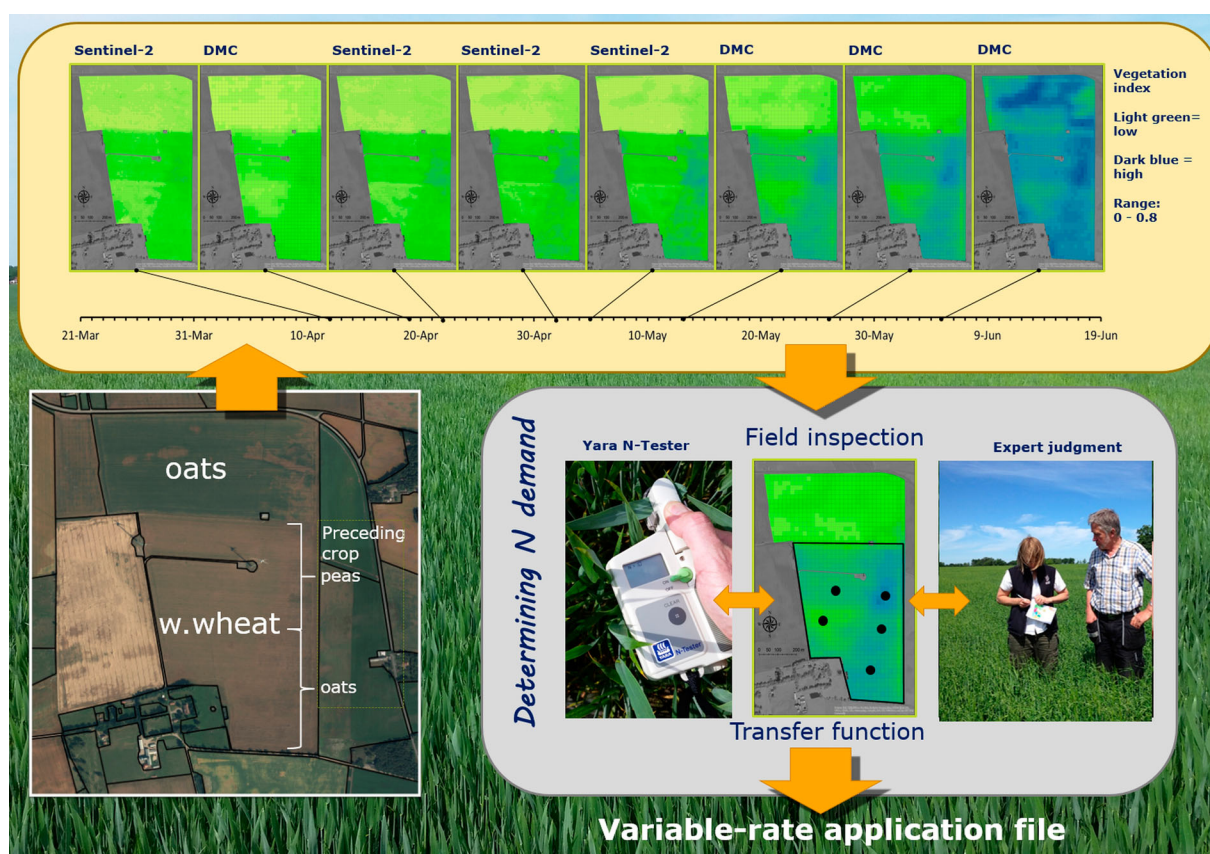 Sentinel-2
DMC
Sentinel-2
Sentinel-2
Sentinel-2
DMC
DMC
DMC
Vegetation
index
Light green=
low
Dark blue =
high
Range:
0 - 0.8
21-Mar
31-Mar
10-Apr
20-Apr
30-Apr
10-May
20-May
30-May
9-Jun
19-Jun
oats
Preceding
crop
peas
w.wheat
oats
Determining N demand
Yara N-Tester
Field inspection
Expert judgment
CLEAR
N-Tester
Transfer function
Variable-rate application file